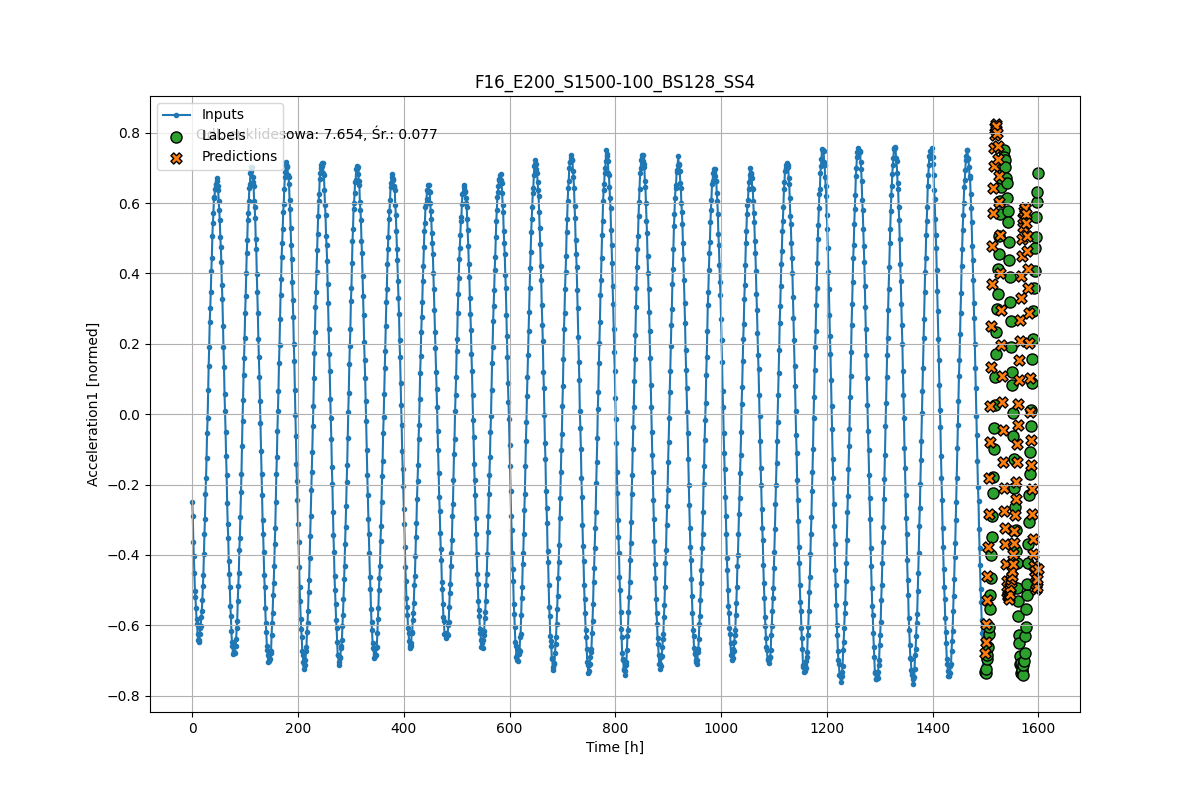 F16_E200_S1500-100_BS128_SS4
Inputs
Labels
Predictions
Śr.: 0.077
7.654,
0.8
0.6
0.4
0.2
0.0
−0.2
−0.4
−0.6
−0.8
Acceleration1 [normed]
0 200 400 600 800 1000 1200 1400 1600
Time [h]